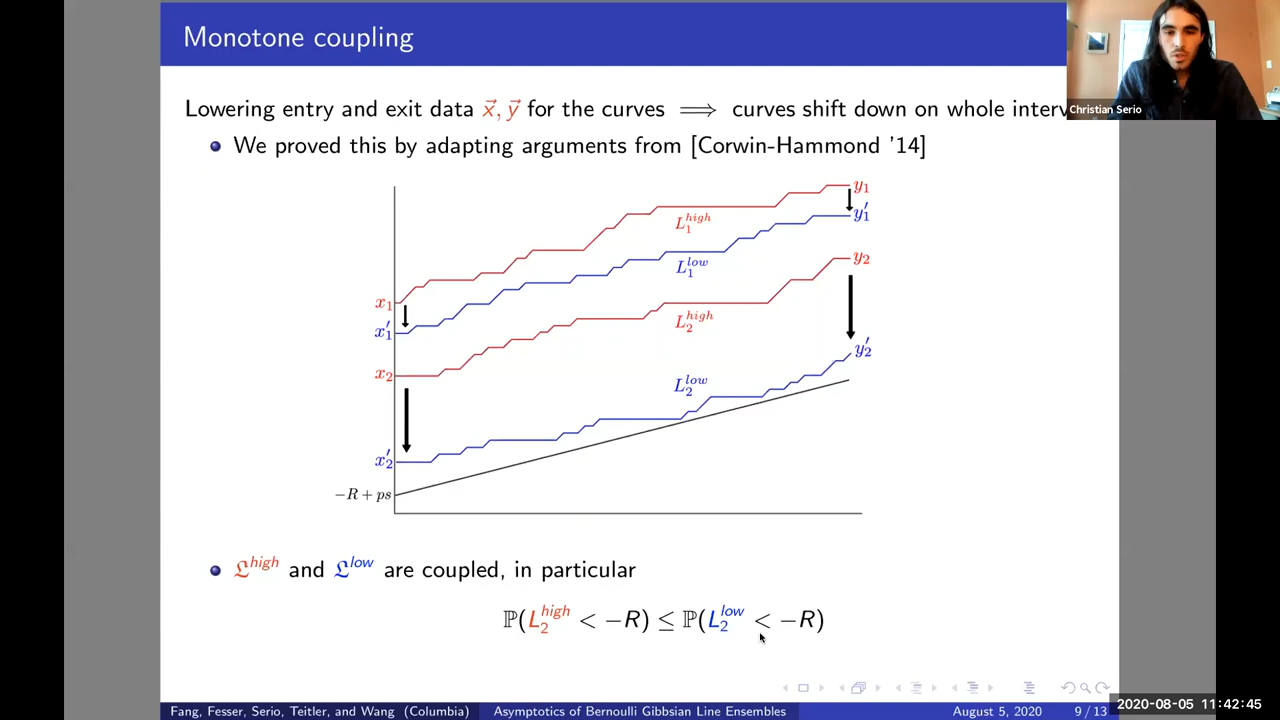 Monotone coupling
Christian Serio
Lowering entry and exit data x⃗, y⃗ for the curves ⟹ curves shift down on whole interv
We proved this by adapting arguments from [Corwin-Hammond '14]
y₁
y₁′
L₁^high
L₁^low
y₂
x₁
x₁′
L₂^high
y₂′
x₂
L₂^low
x₂′
−R + ps
𝔏^high and 𝔏^low are coupled, in particular
ℙ(L₂^high < −R) ≤ ℙ(L₂^low < −R)
Fang, Fesser, Serio, Teitler, and Wang (Columbia) Asymptotics of Bernoulli Gibbsian Line Ensembles August 5, 2020 9 / 13
2020-08-05 11:42:45